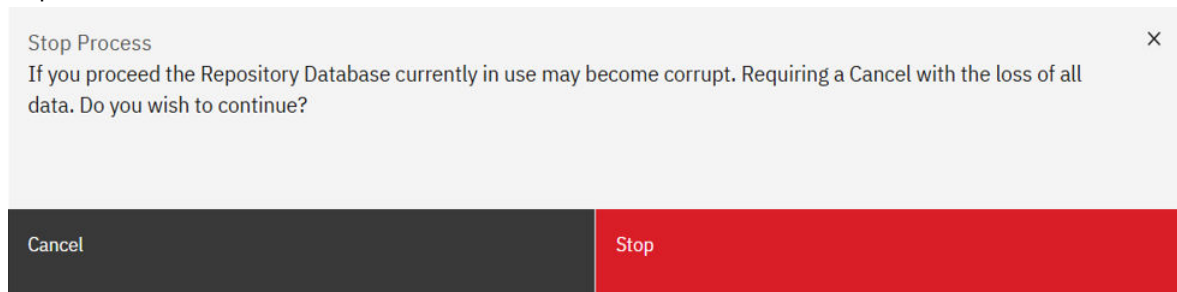 Stop Process
If you proceed the Repository Database currently in use may become corrupt. Requiring a Cancel with the loss of all
data. Do you wish to continue?
Cancel
Stop